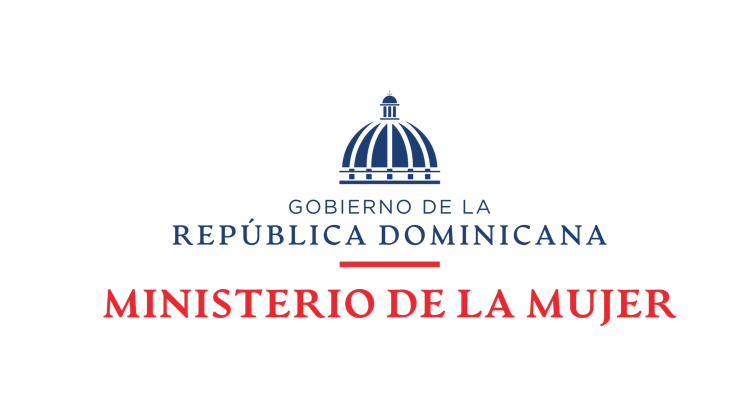 GOBIERNO DE LA
REPÚBLICA DOMINICANA
MINISTERIO DE LA MUJER